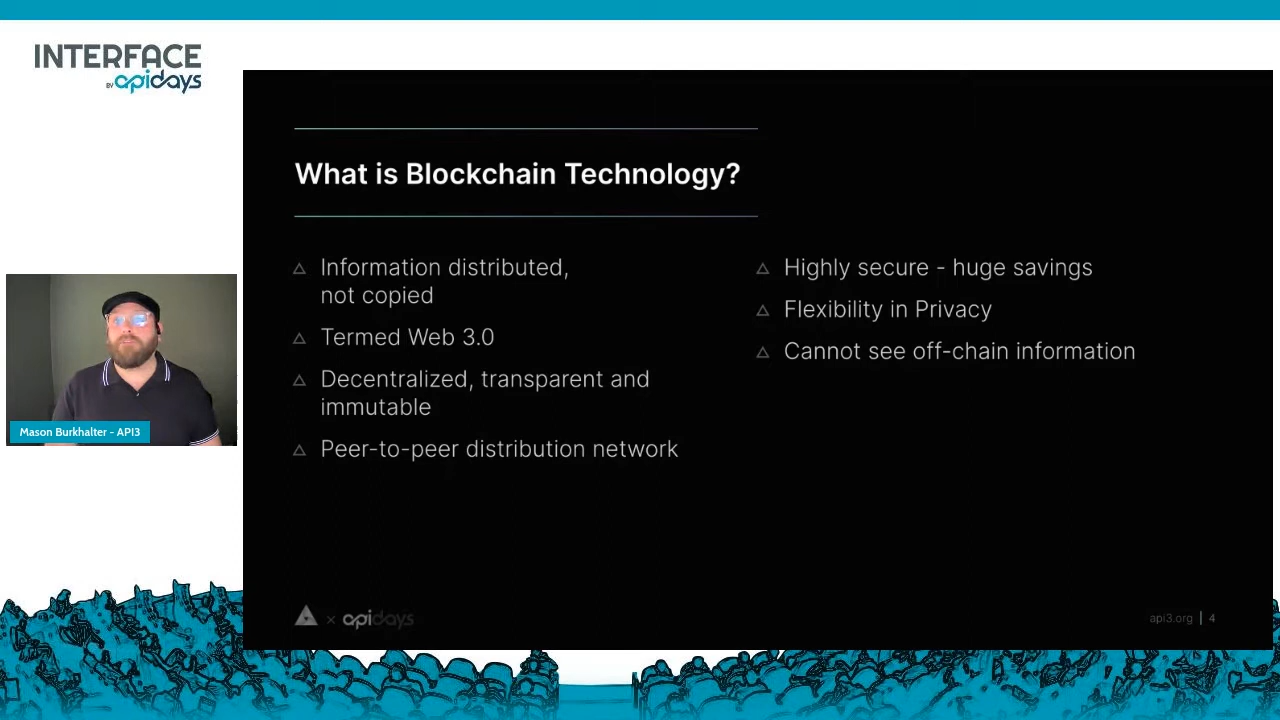 INTERFACE
BY apidays
What is Blockchain Technology?
Information distributed,
not copied
Termed Web 3.0
Decentralized, transparent and
immutable
Peer-to-peer distribution network
Highly secure - huge savings
Flexibility in Privacy
Cannot see off-chain information
Mason Burkhalter - API3
× apidays
api3.org | 4